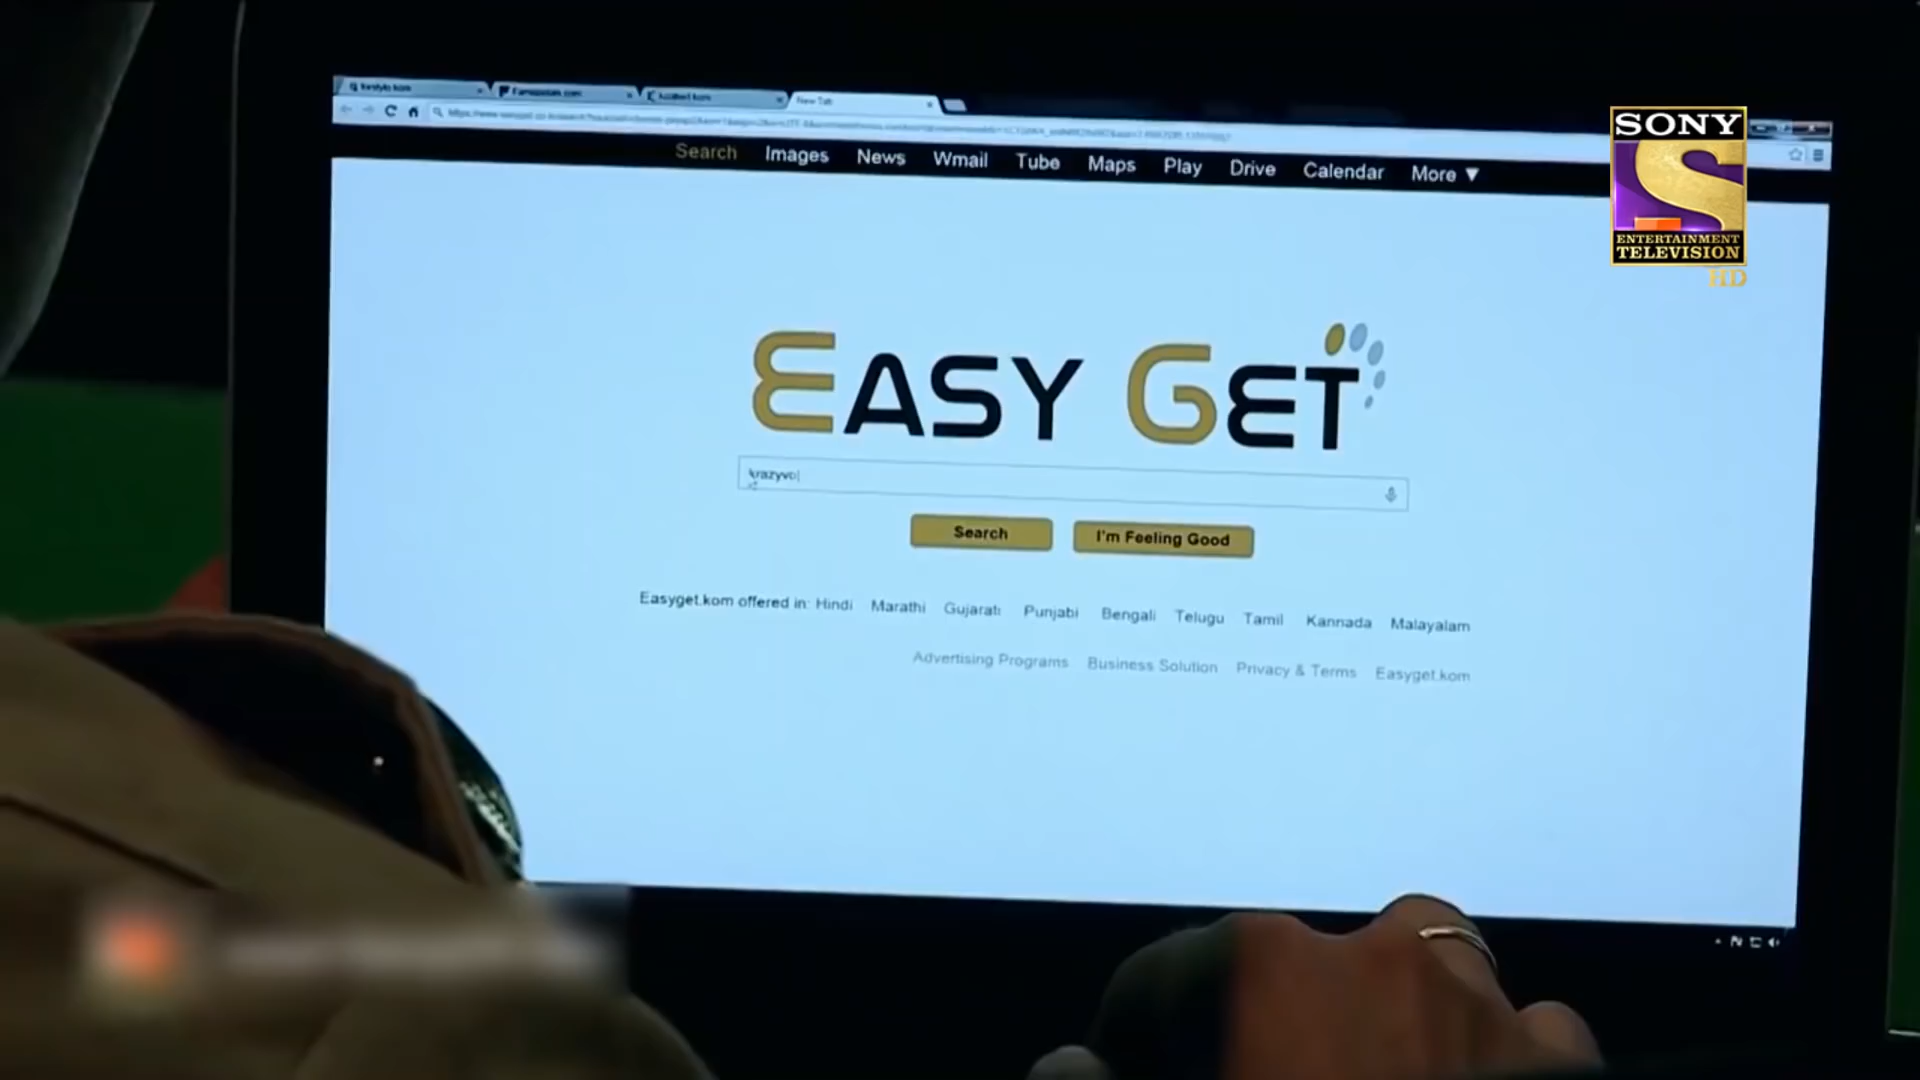 New Tab
Search Images News Wmail Tube Maps Play Drive Calendar More ▼
SONY
ENTERTAINMENT
TELEVISION
HD
EASY GET
krazyvo
Search I'm Feeling Good
Easyget.kom offered in: Hindi Marathi Gujarati Punjabi Bengali Telugu Tamil Kannada Malayalam
Advertising Programs Business Solution Privacy & Terms Easyget.kom